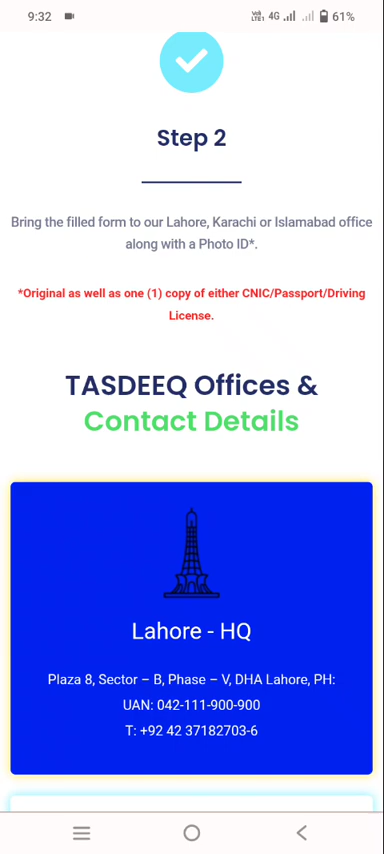 9:32
Vo) LTE1 4G 61%
Step 2
Bring the filled form to our Lahore, Karachi or Islamabad office
along with a Photo ID*.
*Original as well as one (1) copy of either CNIC/Passport/Driving
License.
TASDEEQ Offices &
Contact Details
Lahore - HQ
Plaza 8, Sector – B, Phase – V, DHA Lahore, PH:
UAN: 042-111-900-900
T: +92 42 37182703-6